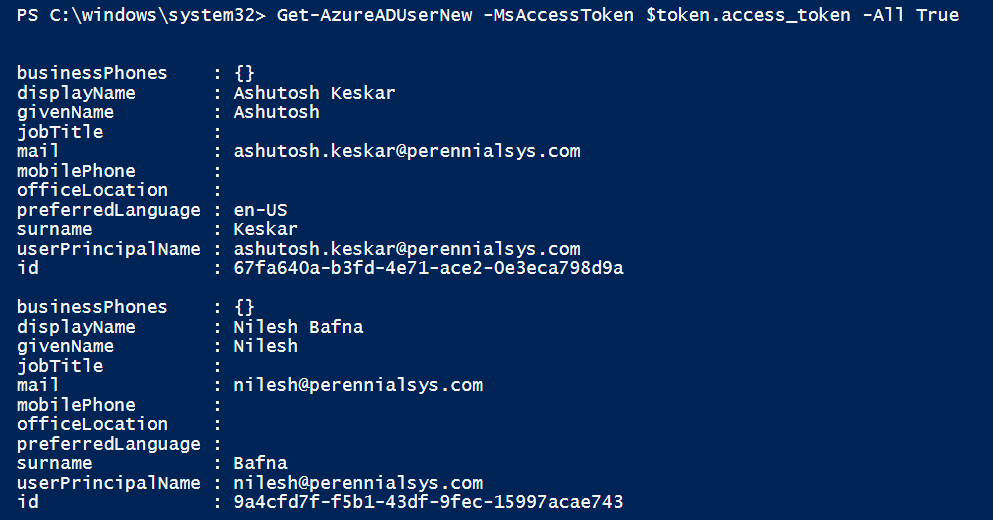 PS C:\windows\system32> Get-AzureADUserNew -MsAccessToken $token.access_token -All True
businessPhones    : {}
displayName       : Ashutosh Keskar
givenName         : Ashutosh
jobTitle          :
mail              : ashutosh.keskar@perennialsys.com
mobilePhone       :
officeLocation    :
preferredLanguage : en-US
surname           : Keskar
userPrincipalName : ashutosh.keskar@perennialsys.com
id                : 67fa640a-b3fd-4e71-ace2-0e3eca798d9a
businessPhones    : {}
displayName       : Nilesh Bafna
givenName         : Nilesh
jobTitle          :
mail              : nilesh@perennialsys.com
mobilePhone       :
officeLocation    :
preferredLanguage :
surname           : Bafna
userPrincipalName : nilesh@perennialsys.com
id                : 9a4cfd7f-f5b1-43df-9fec-15997acae743